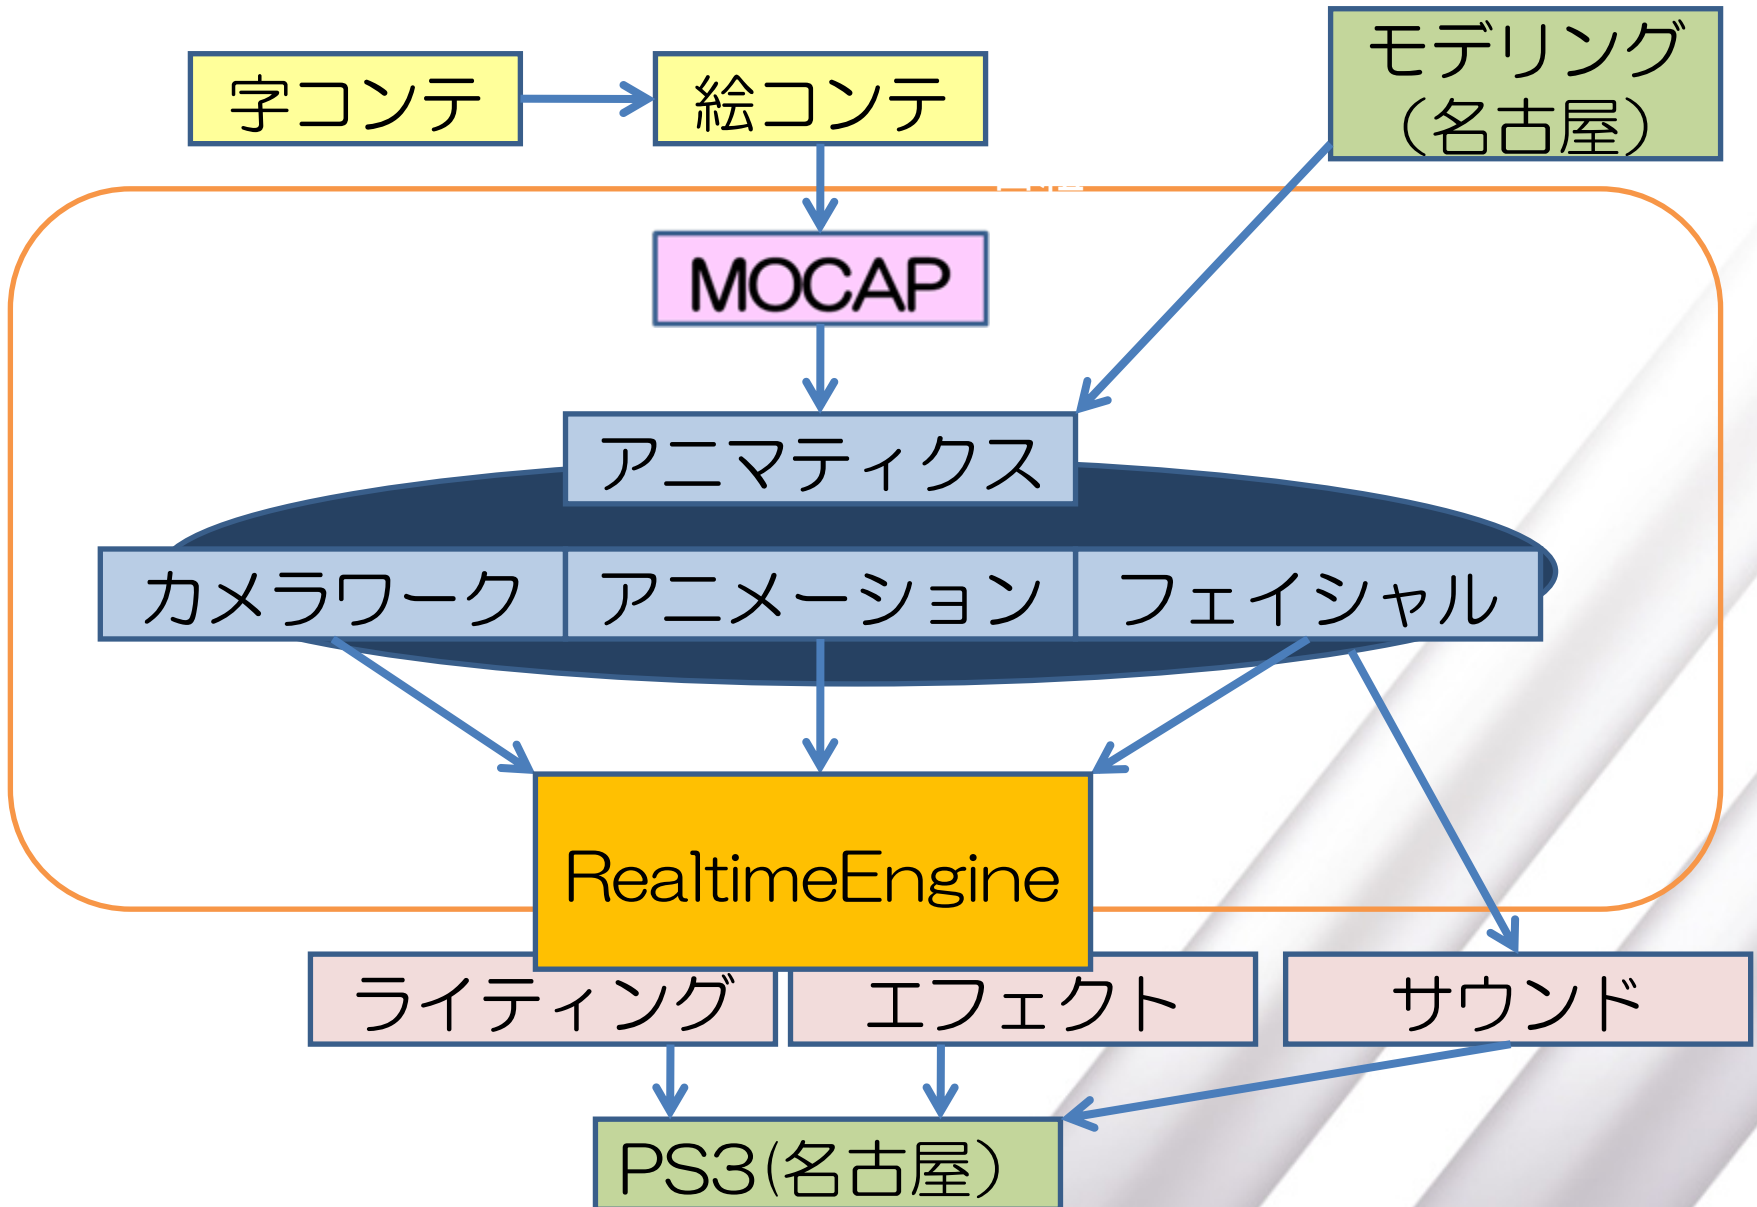 字コンテ
絵コンテ
モデリング
（名古屋）
MOCAP
アニマティクス
カメラワーク
アニメーション
フェイシャル
RealtimeEngine
ライティング
エフェクト
サウンド
PS3(名古屋）